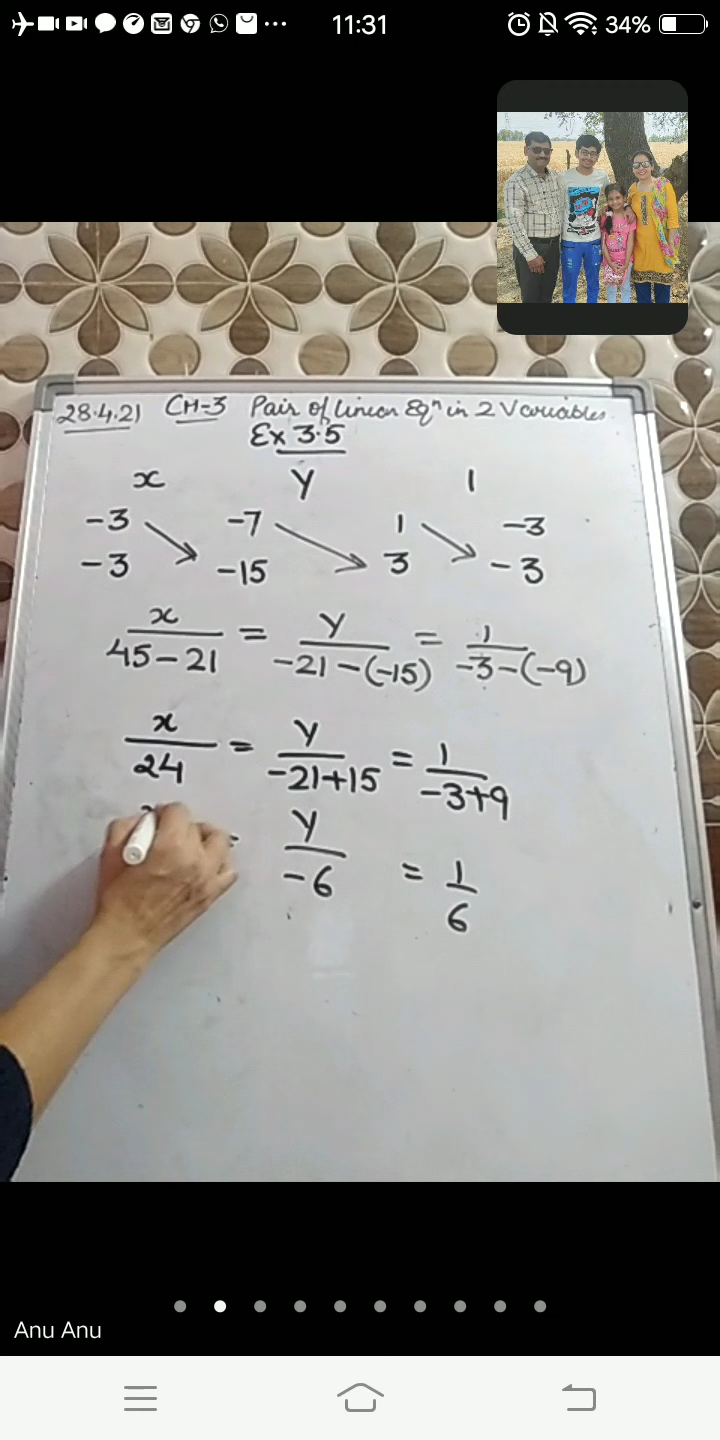 11:31
34%
28.4.21 CH-3 Pair of linear Eqⁿ in 2 Variables.
Ex 3.5
x Y 1
-3 -7 1 -3
-3 -15 3 -3
x/45-21 = Y/-21-(-15) = 1/-3-(-9)
x/24 = Y/-21+15 = 1/-3+9
= Y/-6 = 1/6
Anu Anu